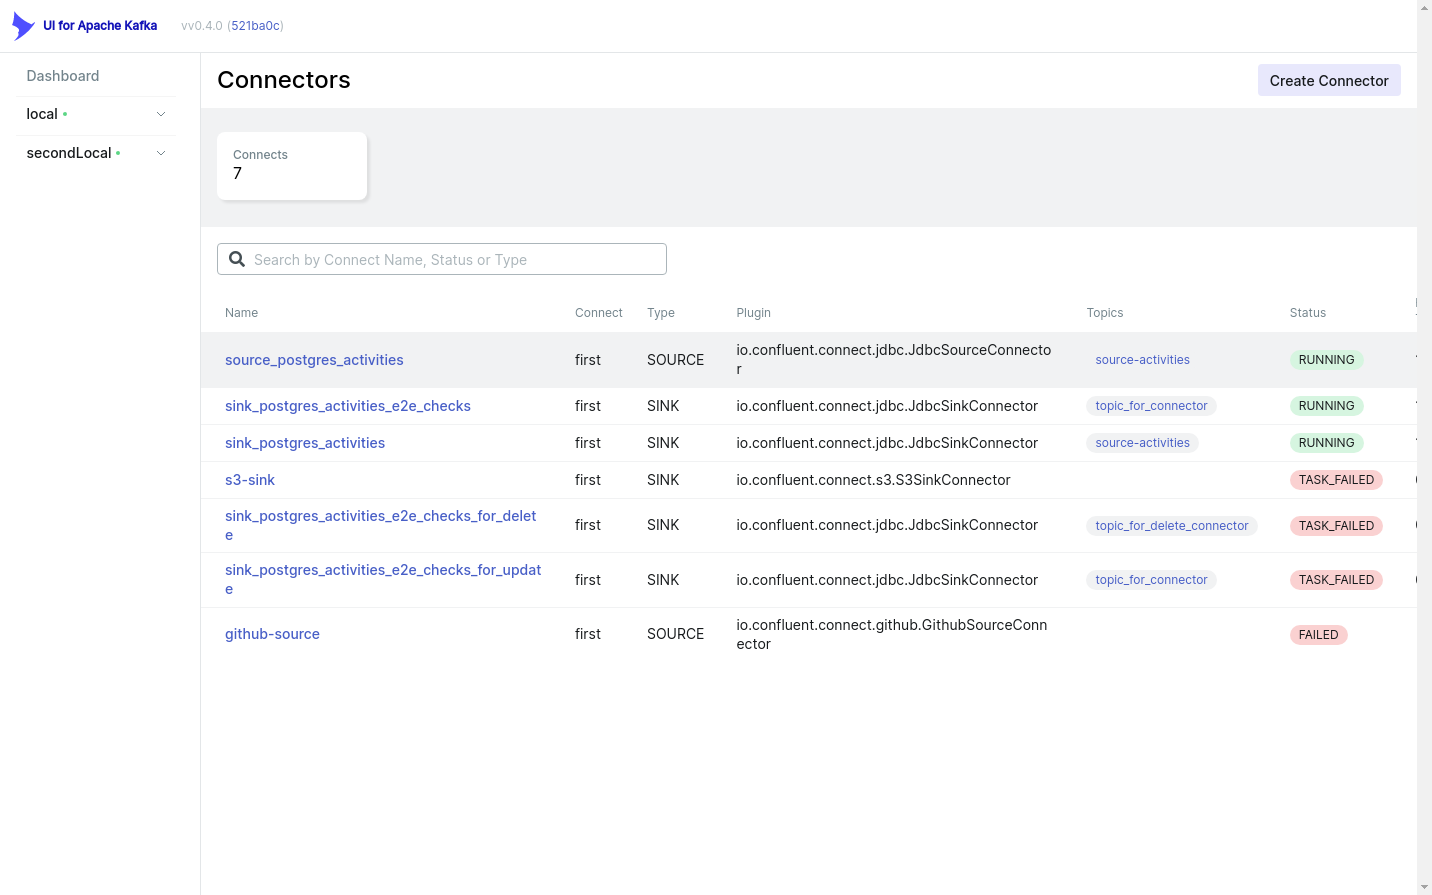 UI for Apache Kafka vv0.4.0 (521ba0c)
Dashboard
local
secondLocal
Connectors
Create Connector
Connects
7
Search by Connect Name, Status or Type
Name Connect Type Plugin Topics Status
source_postgres_activities first SOURCE io.confluent.connect.jdbc.JdbcSourceConnecto
r source-activities RUNNING
sink_postgres_activities_e2e_checks first SINK io.confluent.connect.jdbc.JdbcSinkConnector topic_for_connector RUNNING
sink_postgres_activities first SINK io.confluent.connect.jdbc.JdbcSinkConnector source-activities RUNNING
s3-sink first SINK io.confluent.connect.s3.S3SinkConnector TASK_FAILED
sink_postgres_activities_e2e_checks_for_delet
e first SINK io.confluent.connect.jdbc.JdbcSinkConnector topic_for_delete_connector TASK_FAILED
sink_postgres_activities_e2e_checks_for_updat
e first SINK io.confluent.connect.jdbc.JdbcSinkConnector topic_for_connector TASK_FAILED
github-source first SOURCE io.confluent.connect.github.GithubSourceConn
ector FAILED